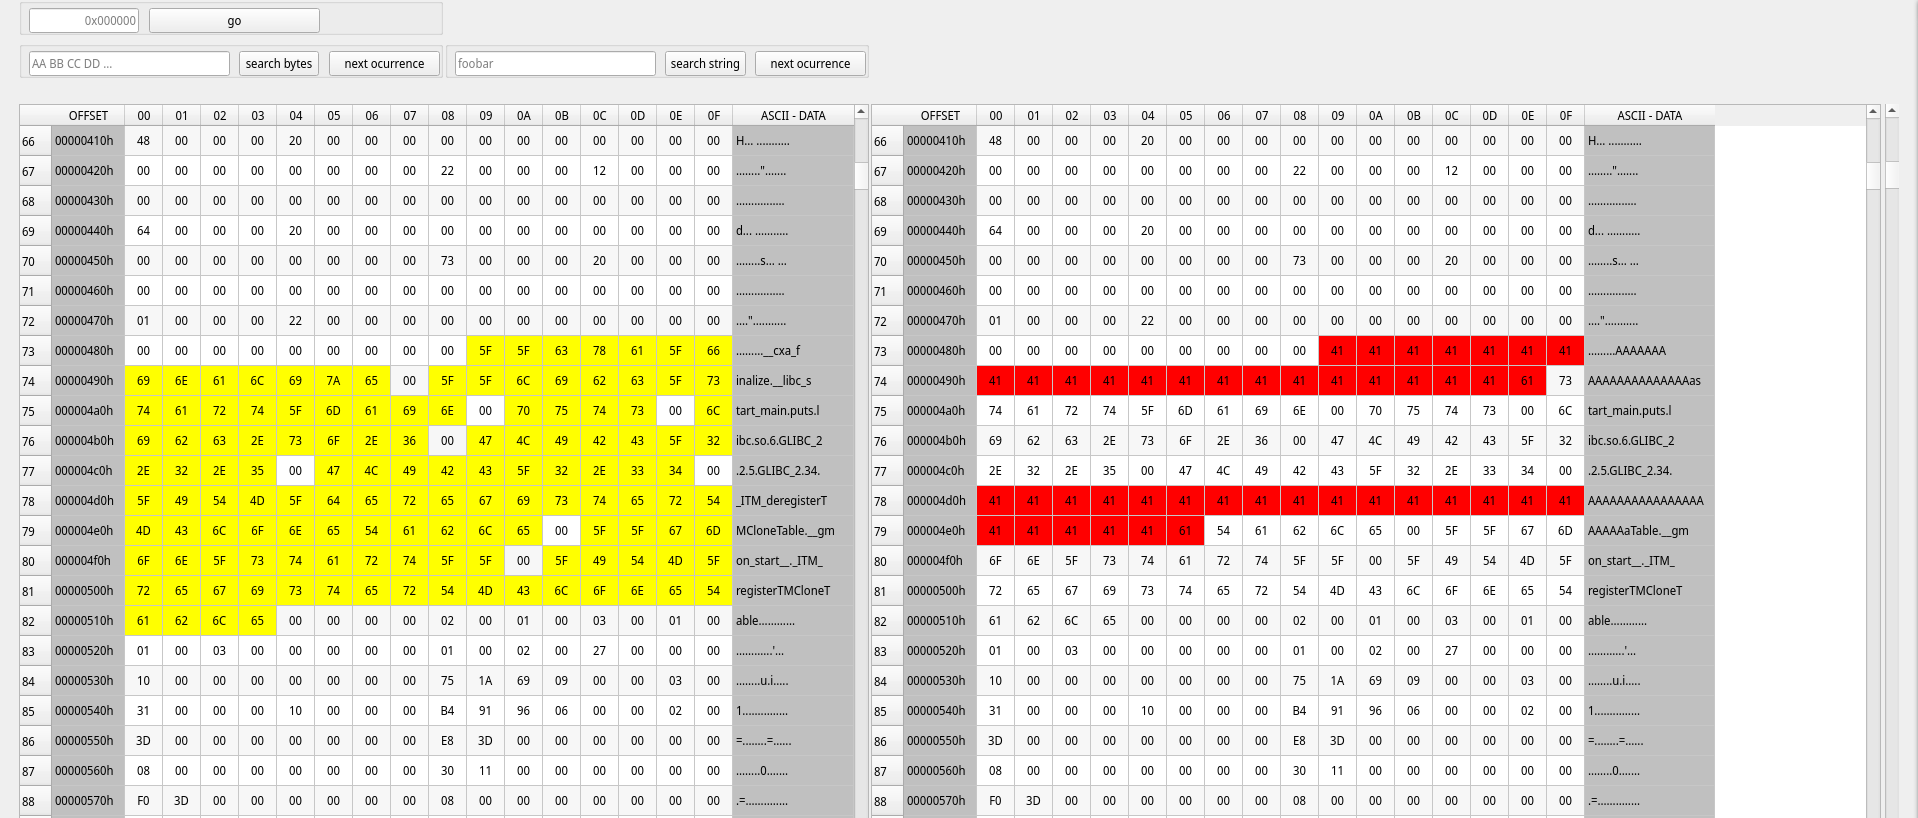 0x000000 go
AA BB CC DD ... search bytes next ocurrence foobar search string next ocurrence
OFFSET 00 01 02 03 04 05 06 07 08 09 0A 0B 0C 0D 0E 0F ASCII - DATA
66 00000410h 48 00 00 00 20 00 00 00 00 00 00 00 00 00 00 00 H... ...........
67 00000420h 00 00 00 00 00 00 00 00 22 00 00 00 12 00 00 00 ........".......
68 00000430h 00 00 00 00 00 00 00 00 00 00 00 00 00 00 00 00 ................
69 00000440h 64 00 00 00 20 00 00 00 00 00 00 00 00 00 00 00 d... ...........
70 00000450h 00 00 00 00 00 00 00 00 73 00 00 00 20 00 00 00 ........s... ...
71 00000460h 00 00 00 00 00 00 00 00 00 00 00 00 00 00 00 00 ................
72 00000470h 01 00 00 00 22 00 00 00 00 00 00 00 00 00 00 00 ...."...........
73 00000480h 00 00 00 00 00 00 00 00 00 5F 5F 63 78 61 5F 66 .........__cxa_f
74 00000490h 69 6E 61 6C 69 7A 65 00 5F 5F 6C 69 62 63 5F 73 inalize.__libc_s
75 000004a0h 74 61 72 74 5F 6D 61 69 6E 00 70 75 74 73 00 6C tart_main.puts.l
76 000004b0h 69 62 63 2E 73 6F 2E 36 00 47 4C 49 42 43 5F 32 ibc.so.6.GLIBC_2
77 000004c0h 2E 32 2E 35 00 47 4C 49 42 43 5F 32 2E 33 34 00 .2.5.GLIBC_2.34.
78 000004d0h 5F 49 54 4D 5F 64 65 72 65 67 69 73 74 65 72 54 _ITM_deregisterT
79 000004e0h 4D 43 6C 6F 6E 65 54 61 62 6C 65 00 5F 5F 67 6D MCloneTable.__gm
80 000004f0h 6F 6E 5F 73 74 61 72 74 5F 5F 00 5F 49 54 4D 5F on_start__._ITM_
81 00000500h 72 65 67 69 73 74 65 72 54 4D 43 6C 6F 6E 65 54 registerTMCloneT
82 00000510h 61 62 6C 65 00 00 00 00 02 00 01 00 03 00 01 00 able............
83 00000520h 01 00 03 00 00 00 00 00 01 00 02 00 27 00 00 00 ............'...
84 00000530h 10 00 00 00 00 00 00 00 75 1A 69 09 00 00 03 00 ........u.i.....
85 00000540h 31 00 00 00 10 00 00 00 B4 91 96 06 00 00 02 00 1...............
86 00000550h 3D 00 00 00 00 00 00 00 E8 3D 00 00 00 00 00 00 =........=......
87 00000560h 08 00 00 00 00 00 00 00 30 11 00 00 00 00 00 00 ........0.......
88 00000570h F0 3D 00 00 00 00 00 00 08 00 00 00 00 00 00 00 .=..............
OFFSET 00 01 02 03 04 05 06 07 08 09 0A 0B 0C 0D 0E 0F ASCII - DATA
66 00000410h 48 00 00 00 20 00 00 00 00 00 00 00 00 00 00 00 H... ...........
67 00000420h 00 00 00 00 00 00 00 00 22 00 00 00 12 00 00 00 ........".......
68 00000430h 00 00 00 00 00 00 00 00 00 00 00 00 00 00 00 00 ................
69 00000440h 64 00 00 00 20 00 00 00 00 00 00 00 00 00 00 00 d... ...........
70 00000450h 00 00 00 00 00 00 00 00 73 00 00 00 20 00 00 00 ........s... ...
71 00000460h 00 00 00 00 00 00 00 00 00 00 00 00 00 00 00 00 ................
72 00000470h 01 00 00 00 22 00 00 00 00 00 00 00 00 00 00 00 ...."...........
73 00000480h 00 00 00 00 00 00 00 00 00 41 41 41 41 41 41 41 .........AAAAAAA
74 00000490h 41 41 41 41 41 41 41 41 41 41 41 41 41 41 61 73 AAAAAAAAAAAAAAas
75 000004a0h 74 61 72 74 5F 6D 61 69 6E 00 70 75 74 73 00 6C tart_main.puts.l
76 000004b0h 69 62 63 2E 73 6F 2E 36 00 47 4C 49 42 43 5F 32 ibc.so.6.GLIBC_2
77 000004c0h 2E 32 2E 35 00 47 4C 49 42 43 5F 32 2E 33 34 00 .2.5.GLIBC_2.34.
78 000004d0h 41 41 41 41 41 41 41 41 41 41 41 41 41 41 41 41 AAAAAAAAAAAAAAAA
79 000004e0h 41 41 41 41 41 61 54 61 62 6C 65 00 5F 5F 67 6D AAAAAaTable.__gm
80 000004f0h 6F 6E 5F 73 74 61 72 74 5F 5F 00 5F 49 54 4D 5F on_start__._ITM_
81 00000500h 72 65 67 69 73 74 65 72 54 4D 43 6C 6F 6E 65 54 registerTMCloneT
82 00000510h 61 62 6C 65 00 00 00 00 02 00 01 00 03 00 01 00 able............
83 00000520h 01 00 03 00 00 00 00 00 01 00 02 00 27 00 00 00 ............'...
84 00000530h 10 00 00 00 00 00 00 00 75 1A 69 09 00 00 03 00 ........u.i.....
85 00000540h 31 00 00 00 10 00 00 00 B4 91 96 06 00 00 02 00 1...............
86 00000550h 3D 00 00 00 00 00 00 00 E8 3D 00 00 00 00 00 00 =........=......
87 00000560h 08 00 00 00 00 00 00 00 30 11 00 00 00 00 00 00 ........0.......
88 00000570h F0 3D 00 00 00 00 00 00 08 00 00 00 00 00 00 00 .=..............